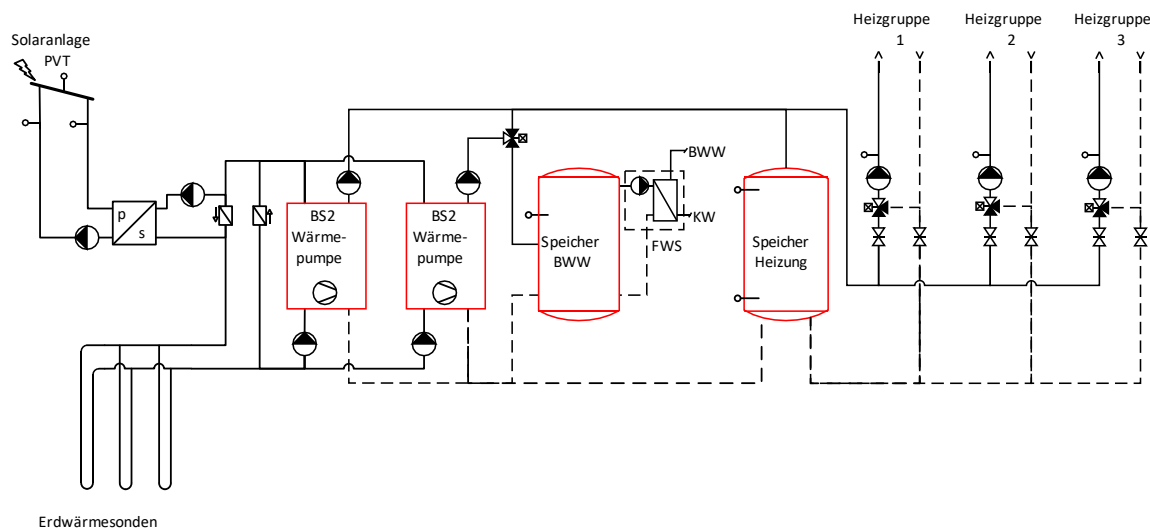 Solaranlage
PVT
Heizgruppe
1
Heizgruppe
2
Heizgruppe
3
p
s
BS2
Wärme-
pumpe
BS2
Wärme-
pumpe
Speicher
BWW
BWW
KW
FWS
Speicher
Heizung
Erdwärmesonden